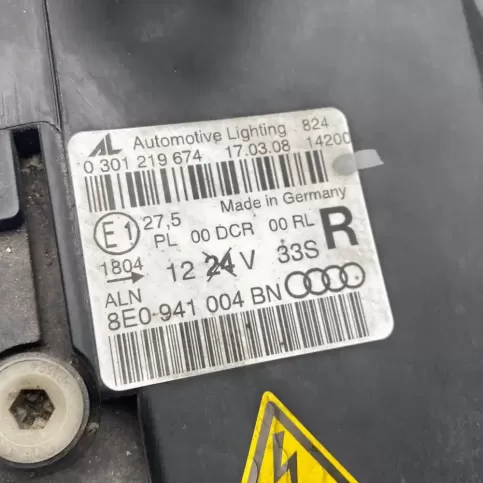 AL Automotive Lighting 824
0 301 219 674 17.03.08 14200
Made in Germany
E1 27,5
PL 00 DCR 00 RL R
1804 → 12 24 V 33S
ALN
8E0 941 004 BN